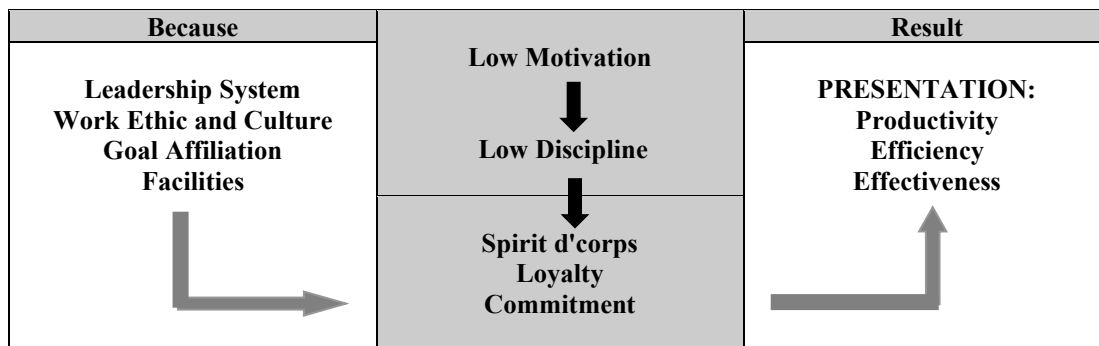 Because
Leadership System
Work Ethic and Culture
Goal Affiliation
Facilities
Low Motivation
Low Discipline
Spirit d'corps
Loyalty
Commitment
Result
PRESENTATION:
Productivity
Efficiency
Effectiveness